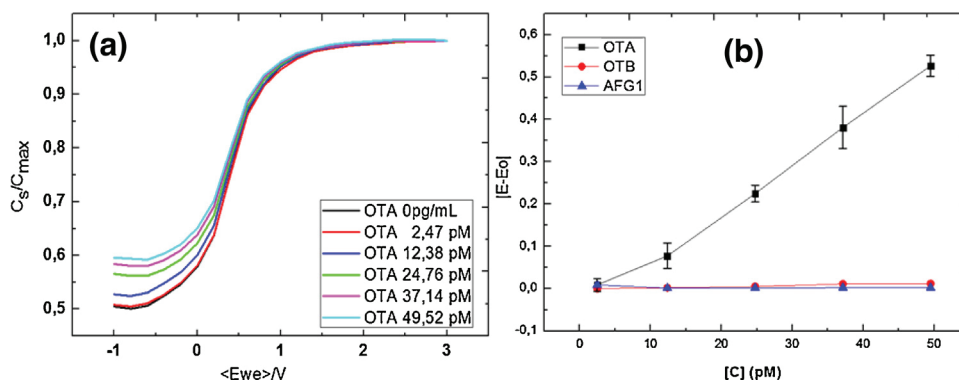 (a)
1,0
0,9
0,8
0,7
0,6
0,5
Cs/Cmax
-1 0 1 2 3
<Ewe>/V
OTA 0pg/mL
OTA 2,47 pM
OTA 12,38 pM
OTA 24,76 pM
OTA 37,14 pM
OTA 49,52 pM
(b)
OTA
OTB
AFG1
0,6
0,5
0,4
0,3
0,2
0,1
0,0
-0,1
|E-Eo|
0 10 20 30 40 50
[C] (pM)